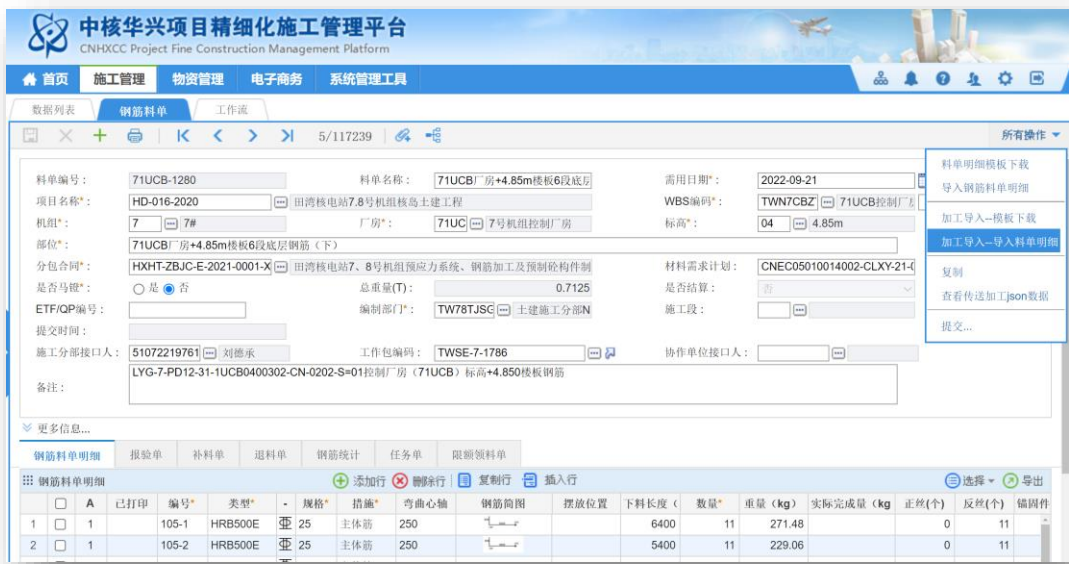 中核华兴项目精细化施工管理平台
CNHXCC Project Fine Construction Management Platform
首页 施工管理 物资管理 电子商务 系统管理工具
数据列表 钢筋料单 工作流
5/117239 所有操作
料单编号： 71UCB-1280 料单名称： 71UCB厂房+4.85m楼板6段底层 需用日期*： 2022-09-21
项目名称*： HD-016-2020 田湾核电站7.8号机组核岛土建工程 WBS编码*： TWN7CBZ 71UCB控制厂
机组*： 7 7# 厂房*： 71UC 7号机组控制厂房 标高*： 04 4.85m
部位*： 71UCB厂房+4.85m楼板6段底层钢筋（下）
分包合同*： HXHT-ZBJC-E-2021-0001-X 田湾核电站7、8号机组预应力系统、钢筋加工及预制砼构件制 材料需求计划： CNEC05010014002-CLXY-21-(
是否马镫*： 是 否 总重量(T)： 0.7125 是否结算： 否
ETF/QP编号： 编制部门*： TW78TJSG 土建施工分部N 施工段：
提交时间：
施工分部接口人： 51072219761 刘德承 工作包编码： TWSE-7-1786 协作单位接口人：
备注： LYG-7-PD12-31-1UCB0400302-CN-0202-S=01控制厂房（71UCB）标高+4.850楼板钢筋
料单明细模板下载
导入钢筋料单明细
加工导入--模板下载
加工导入--导入料单明细
复制
查看传送加工json数据
提交...
更多信息...
钢筋料单明细 报验单 补料单 退料单 钢筋统计 任务单 限额领料单
钢筋料单明细 添加行 删除行 复制行 插入行 选择 导出
A 已打印 编号* 类型* - 规格* 措施* 弯曲心轴 钢筋简图 摆放位置 下料长度（ 数量* 重量（kg） 实际完成量（kg 正丝(个) 反丝(个) 锚固件
1 1 105-1 HRB500E 25 主体筋 250 6400 11 271.48 0 11
2 1 105-2 HRB500E 25 主体筋 250 5400 11 229.06 0 11